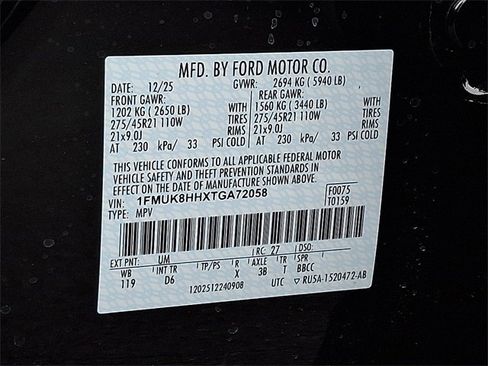 MFD. BY FORD MOTOR CO.
DATE: 12/25 GVWR: 2694 KG ( 5940 LB)
FRONT GAWR: REAR GAWR:
1202 KG ( 2650 LB) WITH 1560 KG ( 3440 LB) WITH
275/45R21 110W TIRES 275/45R21 110W TIRES
21x9.0J RIMS 21x9.0J RIMS
AT 230 kPa/ 33 PSI COLD AT 230 kPa/ 33 PSI COLD
THIS VEHICLE CONFORMS TO ALL APPLICABLE FEDERAL MOTOR
VEHICLE SAFETY AND THEFT PREVENTION STANDARDS IN
EFFECT ON THE DATE OF MANUFACTURE SHOWN ABOVE.
VIN: 1FMUK8HHXTGA72058 F0075
TYPE: MPV T0159
EXT PNT: UM RC: 27 DSO:
WB INT TR TP/PS R AXLE TR SPR
119 D6 X 3B T BBCC
1202512240908 UTC ▽ RU5A-1520472-AB